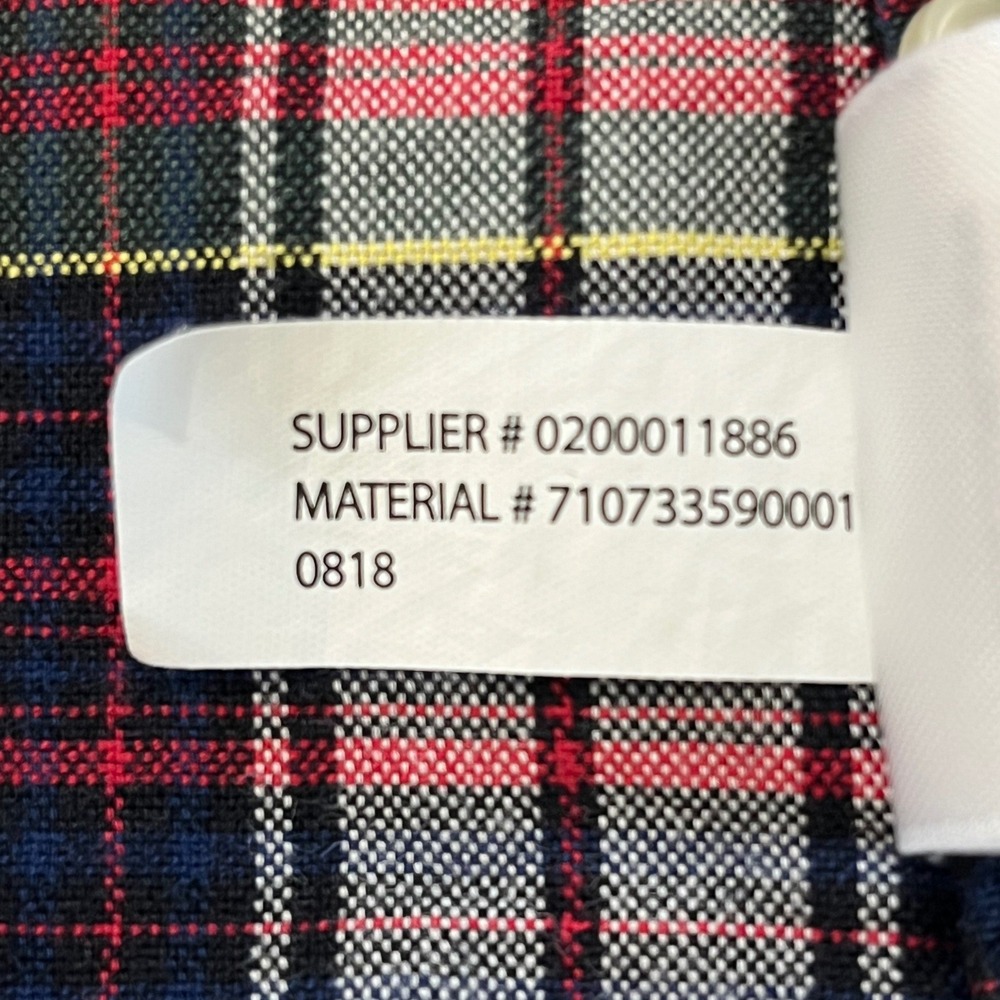 SUPPLIER # 0200011886
MATERIAL # 710733590001
0818